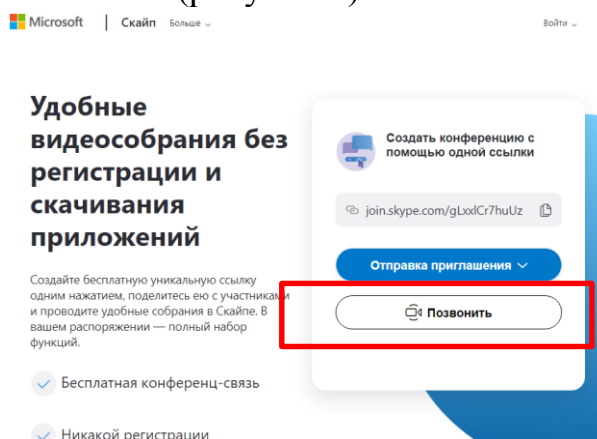 Microsoft | Скайп Больше Войти
Удобные
видеособрания без
регистрации и
скачивания
приложений
Создайте бесплатную уникальную ссылку
одним нажатием, поделитесь ею с участниками
и проводите удобные собрания в Скайпе. В
вашем распоряжении — полный набор
функций.
Бесплатная конференц-связь
Никакой регистрации
Создать конференцию с
помощью одной ссылки
join.skype.com/gLxxlCr7huUz
Отправка приглашения
Позвонить